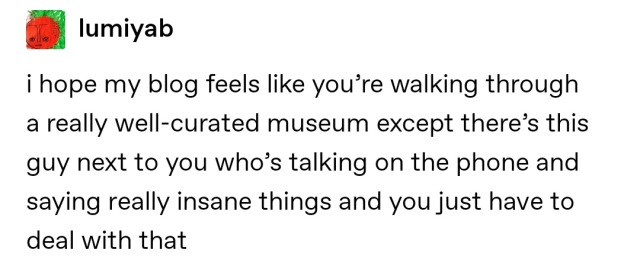 lumiyab
i hope my blog feels like you’re walking through
a really well-curated museum except there’s this
guy next to you who’s talking on the phone and
saying really insane things and you just have to
deal with that